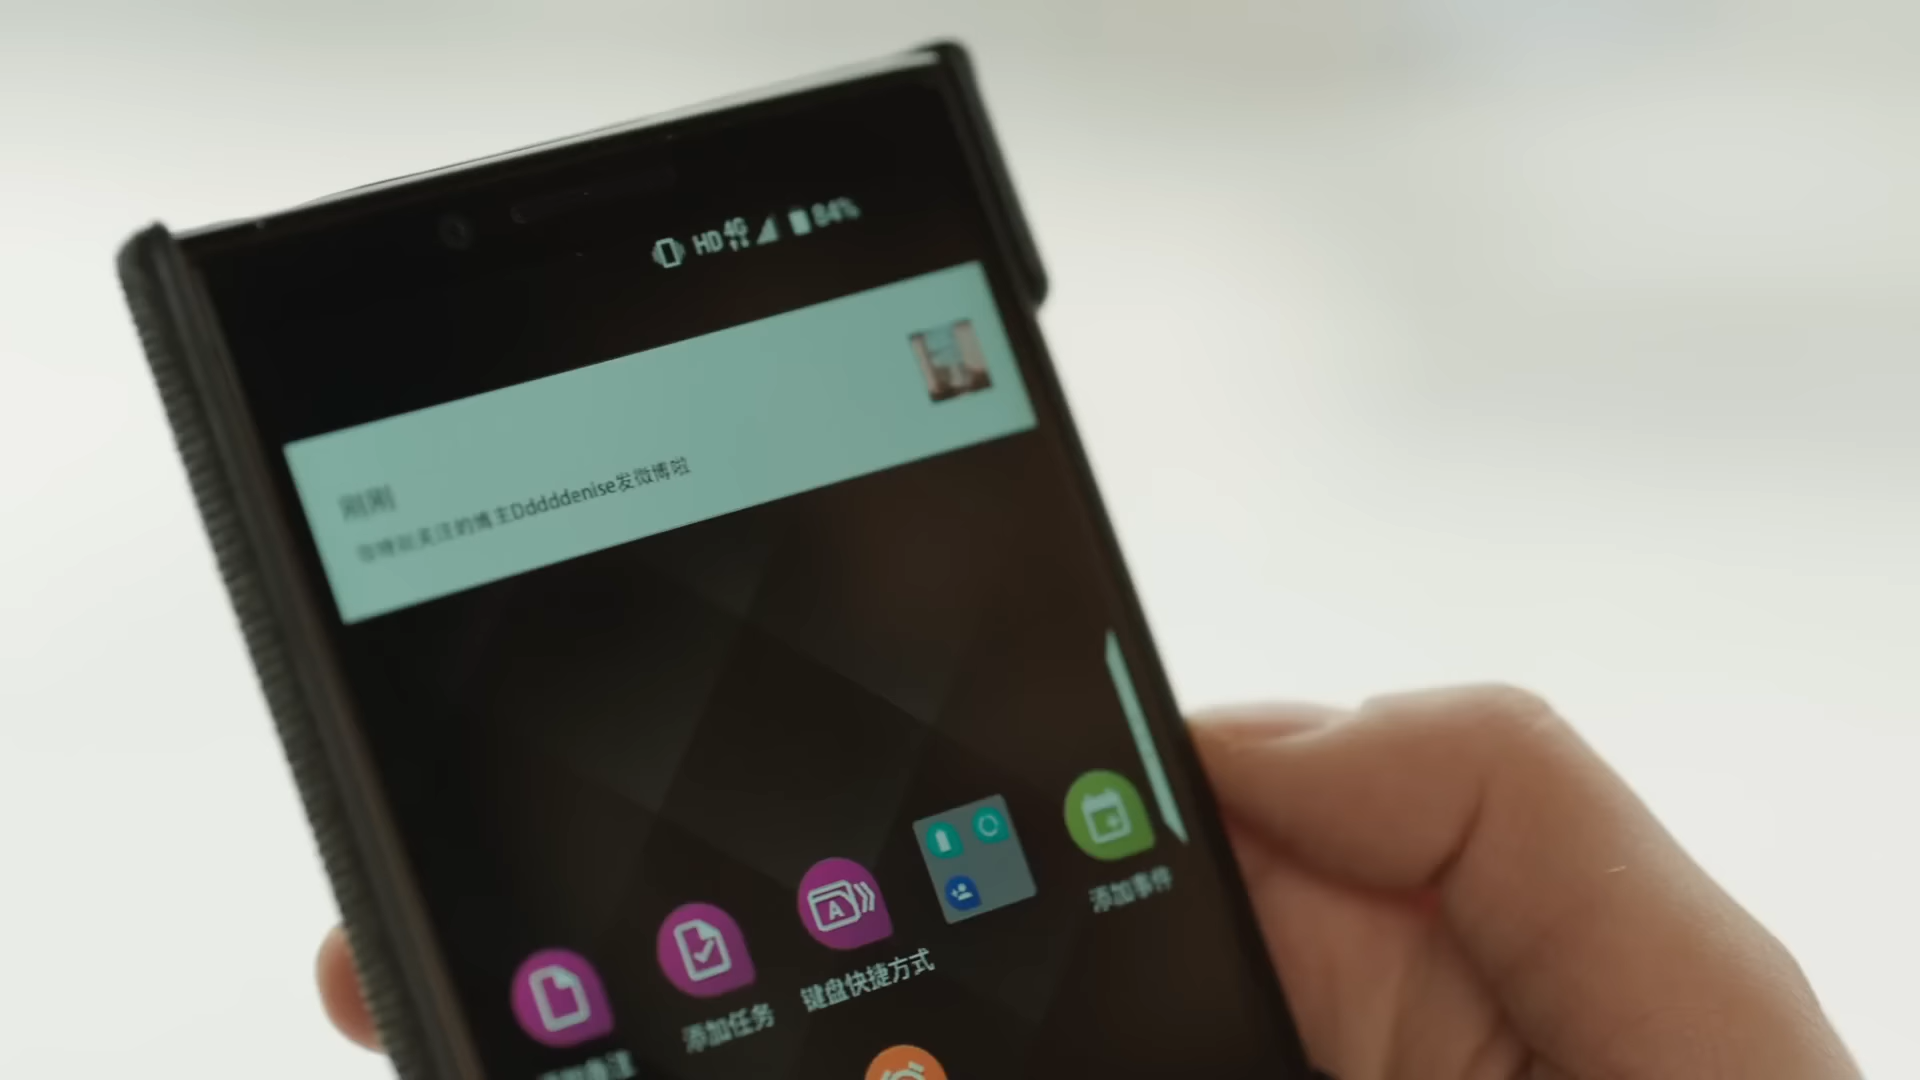 HD 4G 84%
刚刚
你特别关注的博主Dddddenise发微博啦
添加事件
键盘快捷方式
添加任务